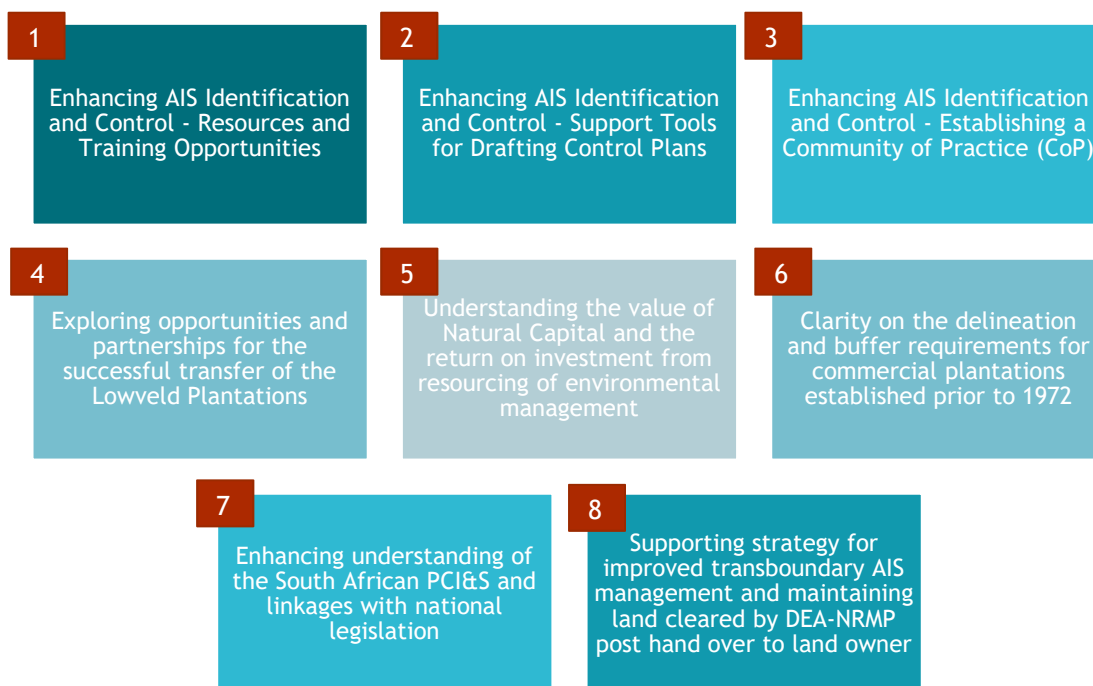 1
Enhancing AIS Identification
and Control - Resources and
Training Opportunities
2
Enhancing AIS Identification
and Control - Support Tools
for Drafting Control Plans
3
Enhancing AIS Identification
and Control - Establishing a
Community of Practice (CoP)
4
Exploring opportunities and
partnerships for the
successful transfer of the
Lowveld Plantations
5
Understanding the value of
Natural Capital and the
return on investment from
resourcing of environmental
management
6
Clarity on the delineation
and buffer requirements for
commercial plantations
established prior to 1972
7
Enhancing understanding of
the South African PCI&S and
linkages with national
legislation
8
Supporting strategy for
improved transboundary AIS
management and maintaining
land cleared by DEA-NRMP
post hand over to land owner